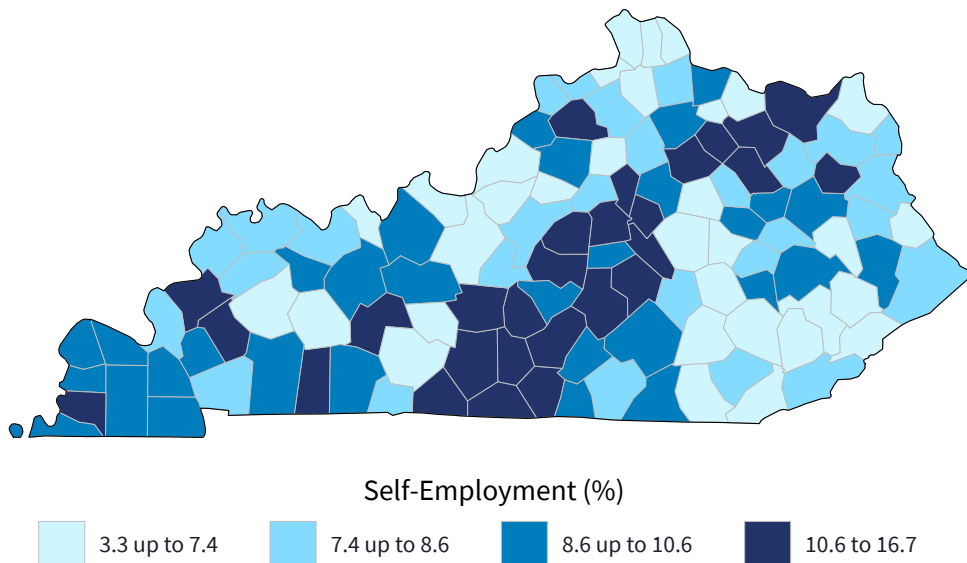 Self-Employment (%)
3.3 up to 7.4
7.4 up to 8.6
8.6 up to 10.6
10.6 to 16.7